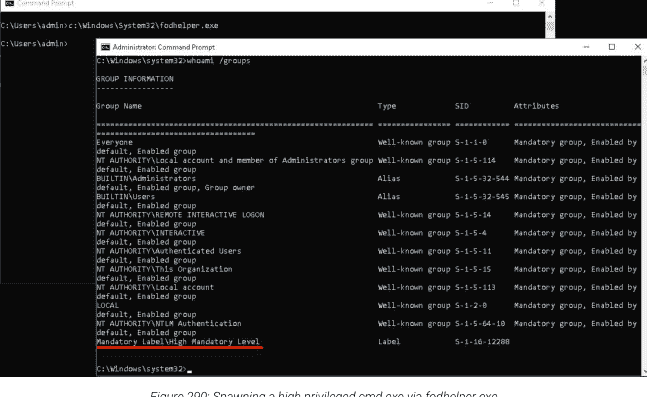 Command Prompt
C:\Users\admin>c:\Windows\System32\fodhelper.exe
C:\Users\admin>
Administrator: Command Prompt
C:\Windows\system32>whoami /groups
GROUP INFORMATION
-----------------
Group Name Type SID Attributes
============================================================== ================ ============ ===========================
===================================
Everyone Well-known group S-1-1-0 Mandatory group, Enabled by
default, Enabled group
NT AUTHORITY\Local account and member of Administrators group Well-known group S-1-5-114 Mandatory group, Enabled by
default, Enabled group
BUILTIN\Administrators Alias S-1-5-32-544 Mandatory group, Enabled by
default, Enabled group, Group owner
BUILTIN\Users Alias S-1-5-32-545 Mandatory group, Enabled by
default, Enabled group
NT AUTHORITY\REMOTE INTERACTIVE LOGON Well-known group S-1-5-14 Mandatory group, Enabled by
default, Enabled group
NT AUTHORITY\INTERACTIVE Well-known group S-1-5-4 Mandatory group, Enabled by
default, Enabled group
NT AUTHORITY\Authenticated Users Well-known group S-1-5-11 Mandatory group, Enabled by
default, Enabled group
NT AUTHORITY\This Organization Well-known group S-1-5-15 Mandatory group, Enabled by
default, Enabled group
NT AUTHORITY\Local account Well-known group S-1-5-113 Mandatory group, Enabled by
default, Enabled group
LOCAL Well-known group S-1-2-0 Mandatory group, Enabled by
default, Enabled group
NT AUTHORITY\NTLM Authentication Well-known group S-1-5-64-10 Mandatory group, Enabled by
default, Enabled group
Mandatory Label\High Mandatory Level Label S-1-16-12288
C:\Windows\system32>
Figure 290: Spawning a high privileged cmd.exe via fodhelper.exe